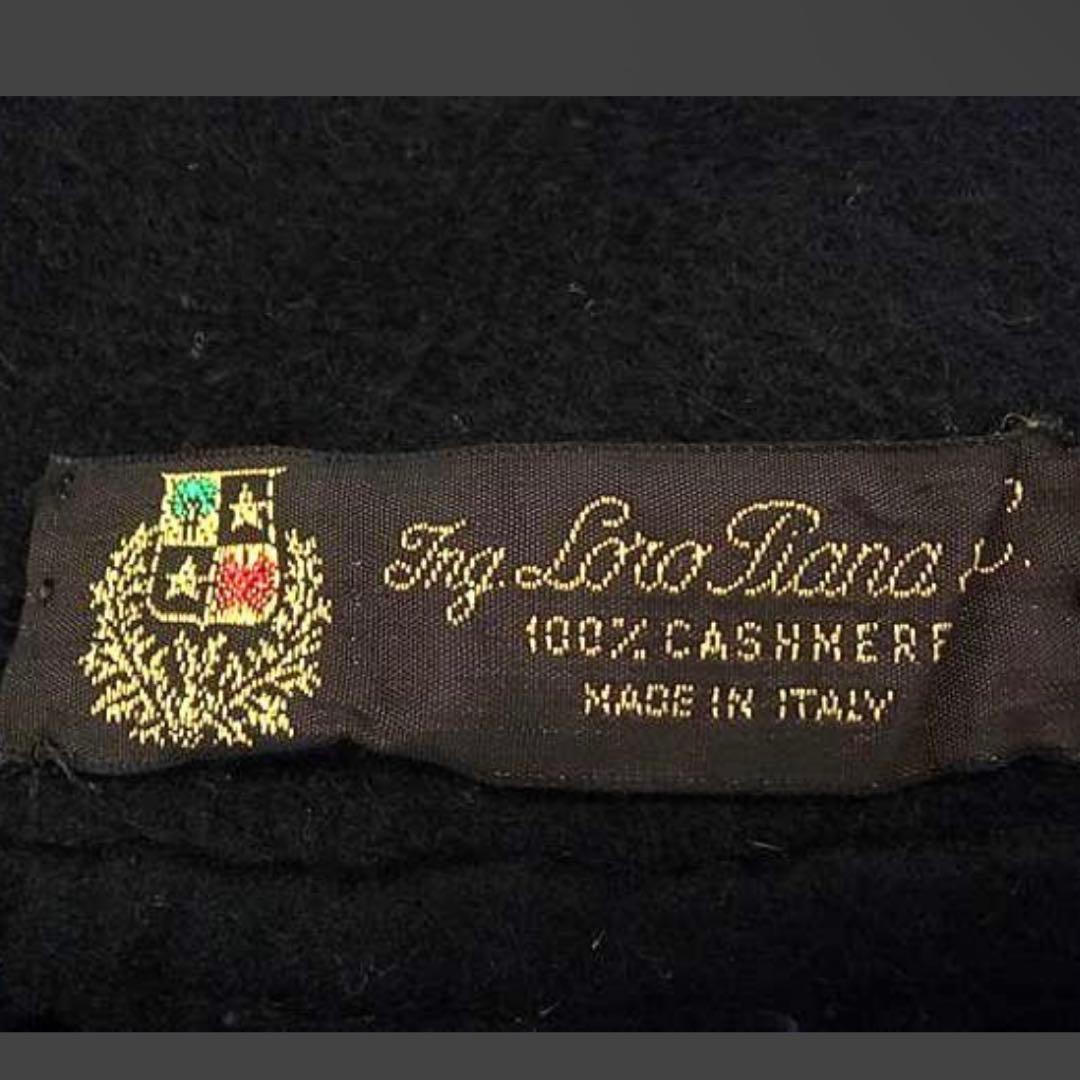 Ing. Loro Piana
100% CASHMERE
MADE IN ITALY